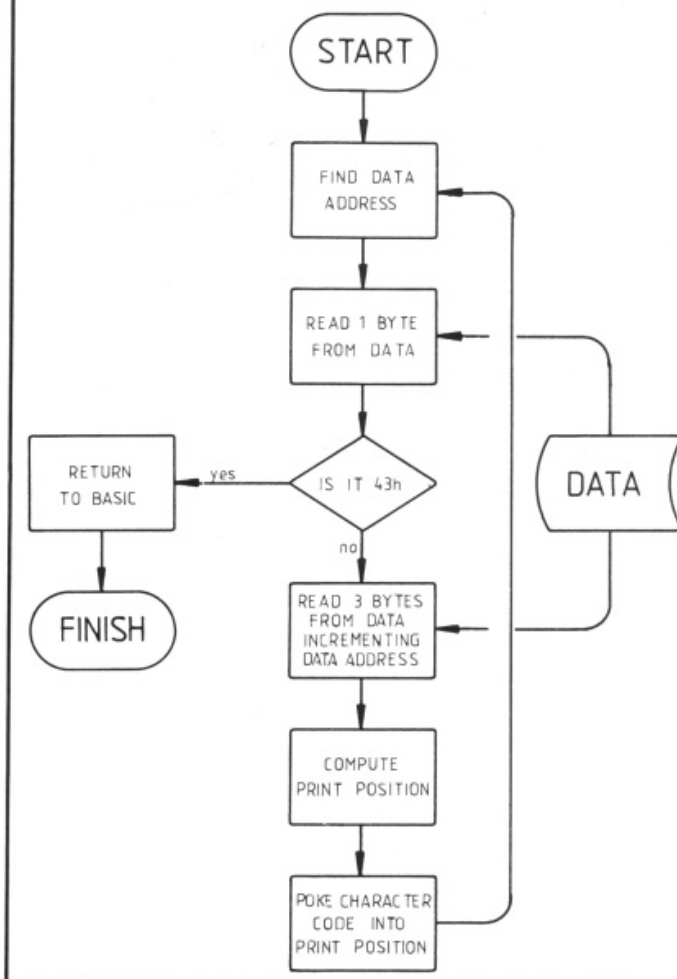 START
FIND DATA
ADDRESS
READ 1 BYTE
FROM DATA
IS IT 43h
yes
RETURN
TO BASIC
FINISH
DATA
no
READ 3 BYTES
FROM DATA
INCREMENTING
DATA ADDRESS
COMPUTE
PRINT POSITION
POKE CHARACTER
CODE INTO
PRINT POSITION